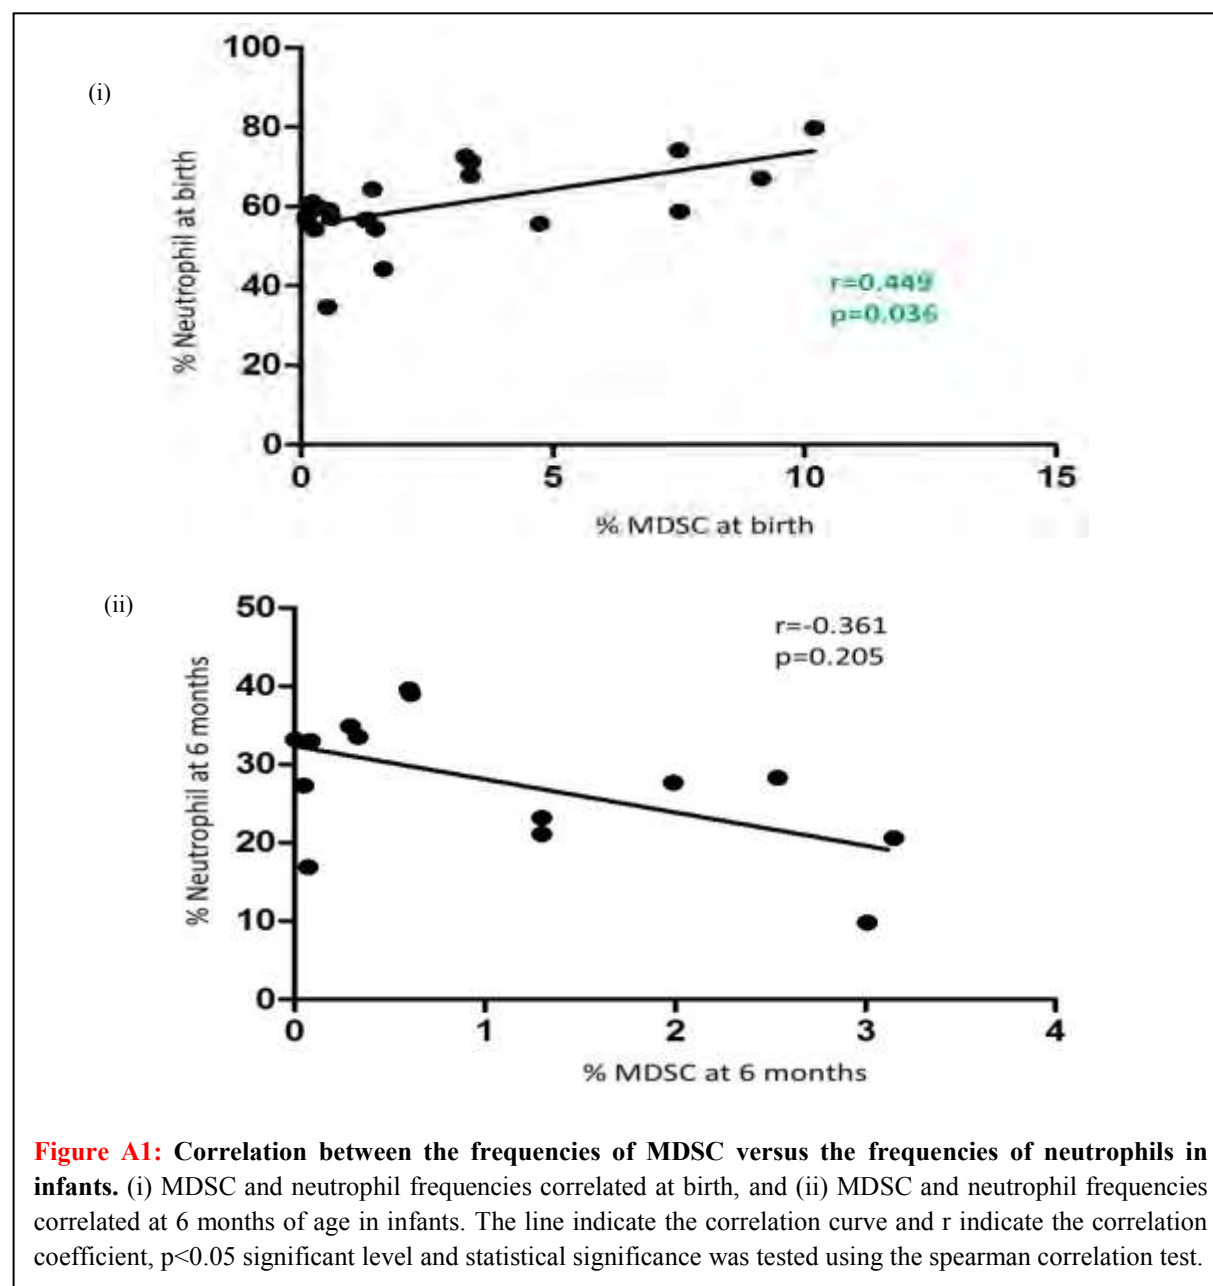 (i)
100
80
60
40
20
0
% Neutrophil at birth
r=0.449
p=0.036
0 5 10 15
% MDSC at birth
(ii)
50
40
30
20
10
0
% Neutrophil at 6 months
r=-0.361
p=0.205
0 1 2 3 4
% MDSC at 6 months
Figure A1: Correlation between the frequencies of MDSC versus the frequencies of neutrophils in
infants. (i) MDSC and neutrophil frequencies correlated at birth, and (ii) MDSC and neutrophil frequencies
correlated at 6 months of age in infants. The line indicate the correlation curve and r indicate the correlation
coefficient, p<0.05 significant level and statistical significance was tested using the spearman correlation test.